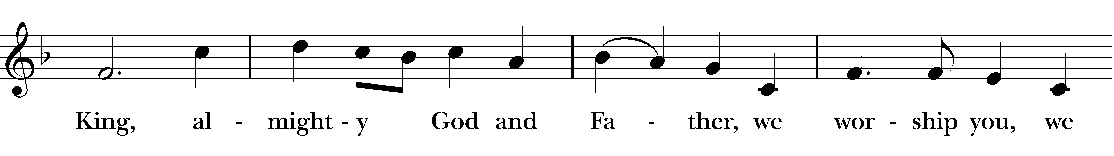 King, al - might - y God and Fa - ther, we wor - ship you, we